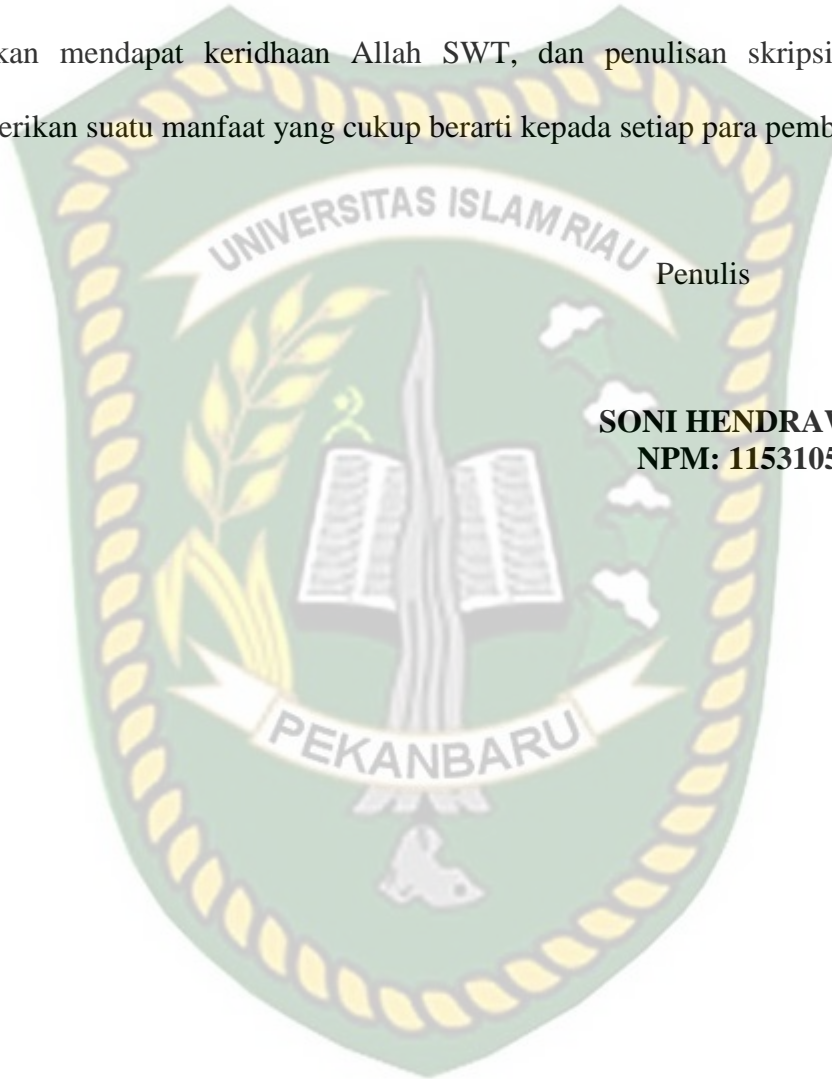 kan mendapat keridhaan Allah SWT, dan penulisan skripsi
erikan suatu manfaat yang cukup berarti kepada setiap para pemb
UNIVERSITAS ISLAM RIAU
Penulis
SONI HENDRAW
NPM: 1153105
PEKANBARU